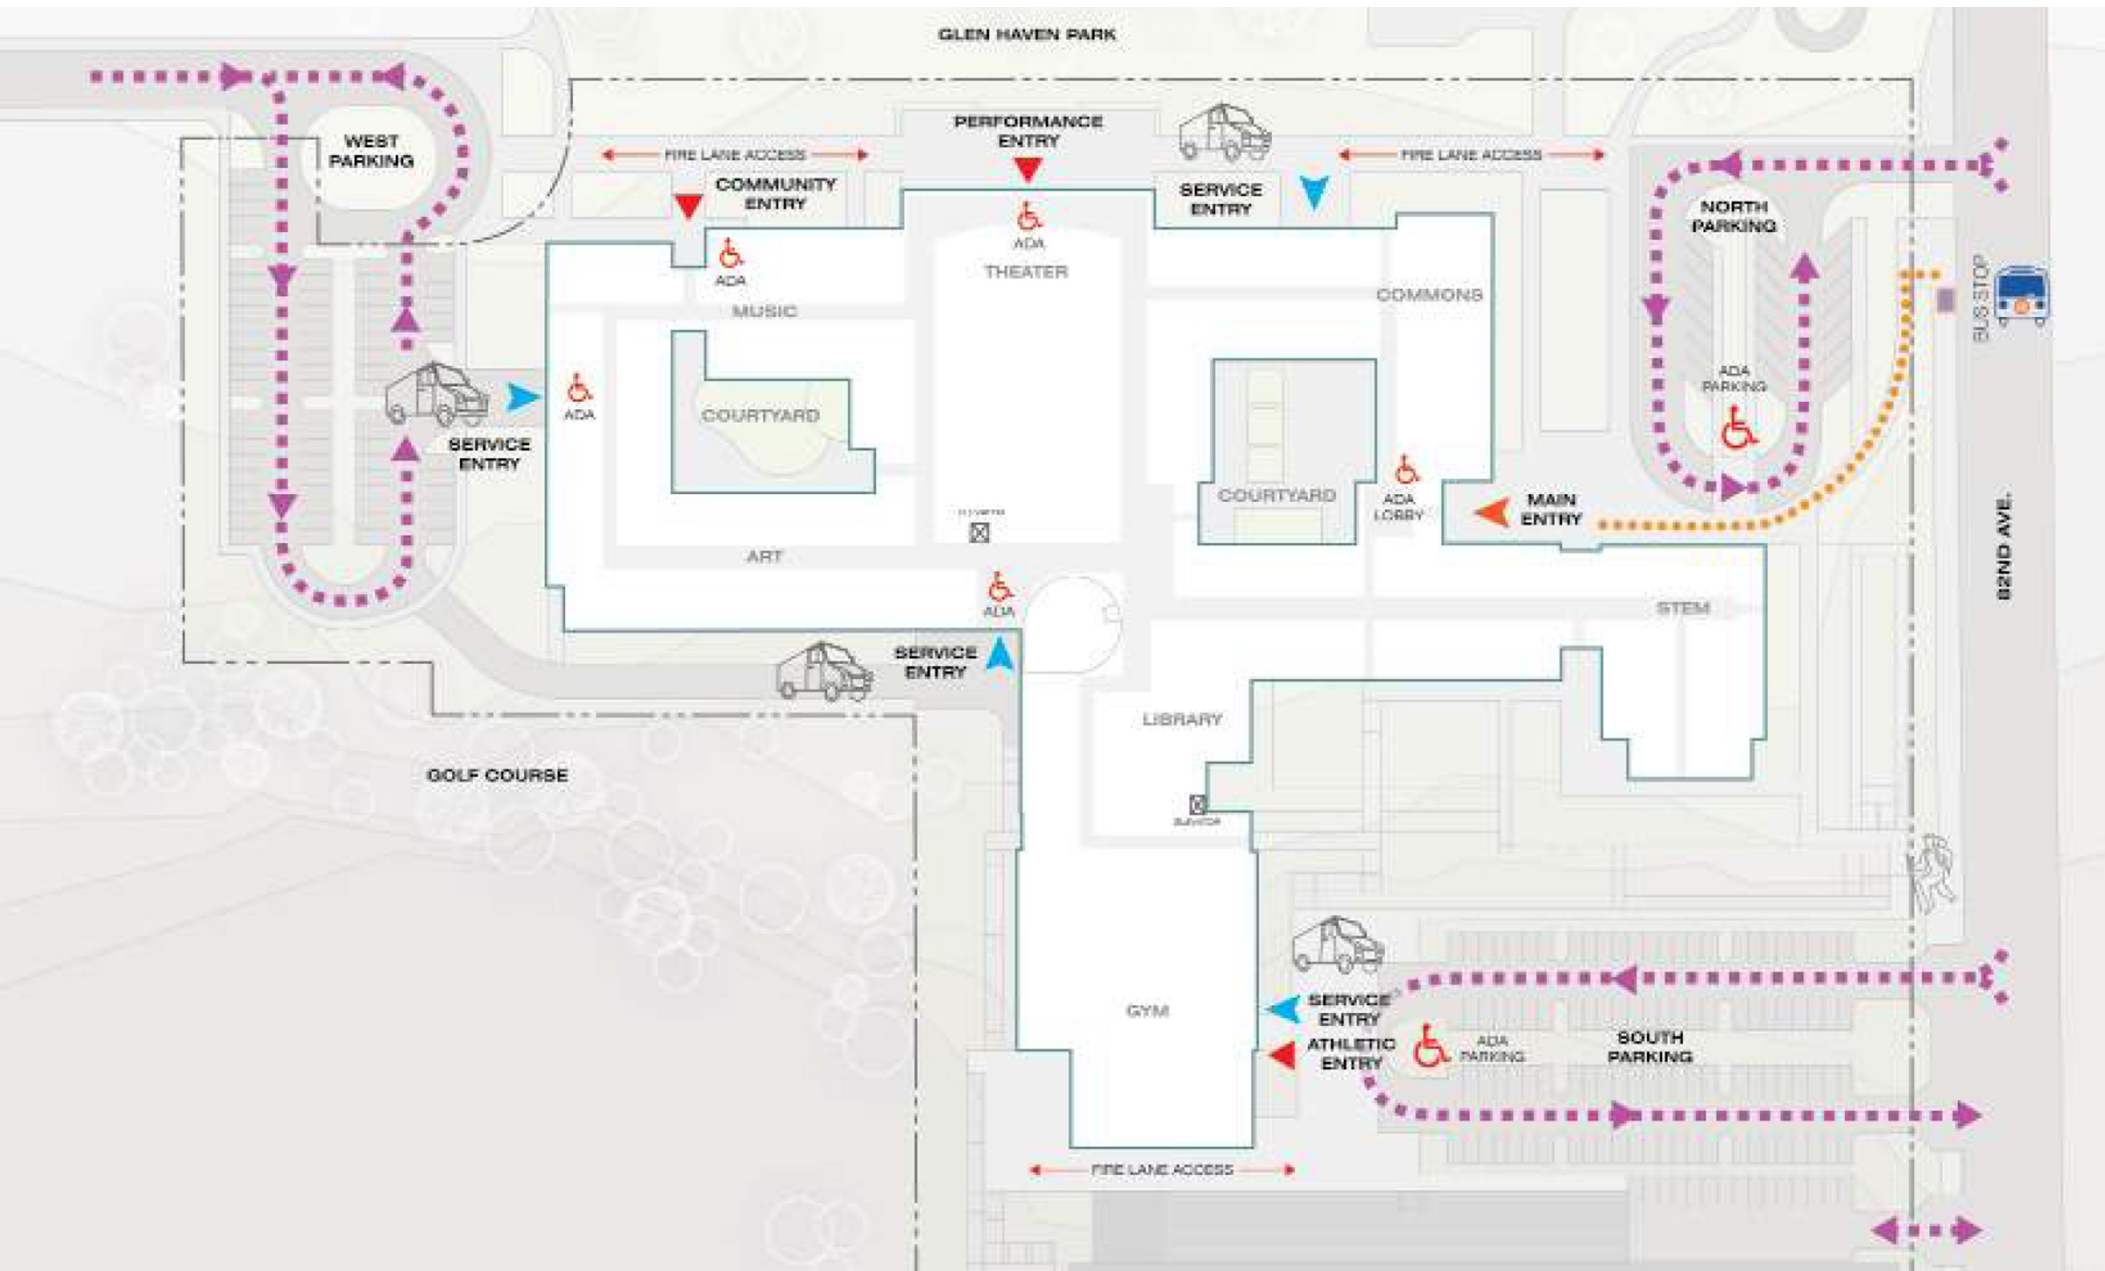 GLEN HAVEN PARK
WEST
PARKING
FIRE LANE ACCESS
PERFORMANCE
ENTRY
FIRE LANE ACCESS
COMMUNITY
ENTRY
SERVICE
ENTRY
NORTH
PARKING
ADA
ADA
THEATER
MUSIC
COMMONS
BUS STOP
ADA
PARKING
ADA
COURTYARD
SERVICE
ENTRY
COURTYARD
ADA
LOBBY
MAIN
ENTRY
82ND AVE.
ART
ADA
STEM
SERVICE
ENTRY
LIBRARY
GOLF COURSE
GYM
SERVICE
ENTRY
ATHLETIC
ENTRY
ADA
PARKING
SOUTH
PARKING
FIRE LANE ACCESS